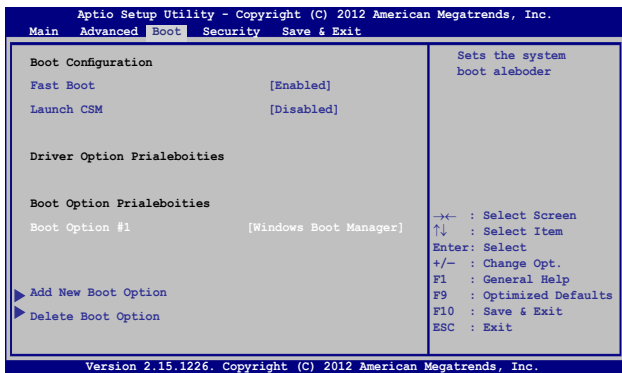 Aptio Setup Utility - Copyright (C) 2012 American Megatrends, Inc.
Main Advanced Boot Security Save & Exit
Boot Configuration
Fast Boot [Enabled]
Launch CSM [Disabled]
Driver Option Prialeboities
Boot Option Prialeboities
Boot Option #1 [Windows Boot Manager]
Add New Boot Option
Delete Boot Option
Sets the system
boot aleboder
→← : Select Screen
↑↓ : Select Item
Enter: Select
+/— : Change Opt.
F1 : General Help
F9 : Optimized Defaults
F10 : Save & Exit
ESC : Exit
Version 2.15.1226. Copyright (C) 2012 American Megatrends, Inc.